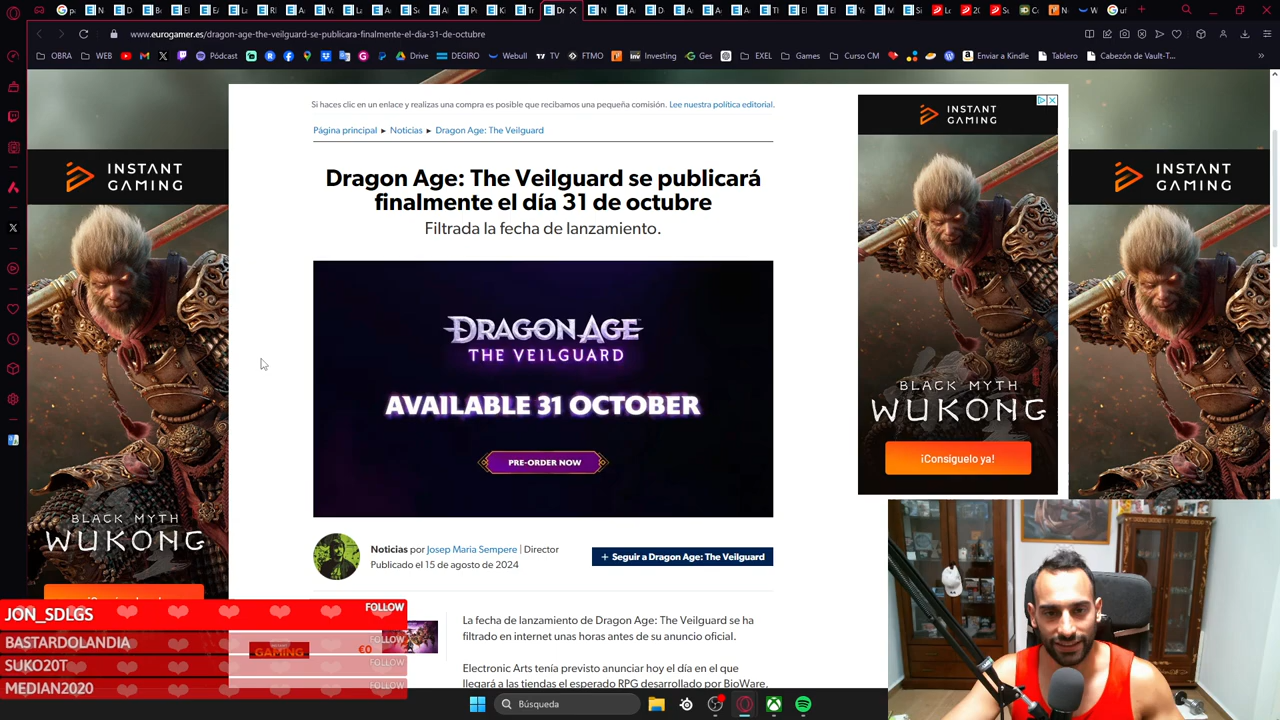 www.eurogamer.es/dragon-age-the-veilguard-se-publicara-finalmente-el-dia-31-de-octubre
OBRA
WEB
Pódcast
Drive
DEGIRO
Webull
TV
FTMO
Investing
Ges
EXEL
Games
Curso CM
Enviar a Kindle
Tablero
Cabezón de Vault-T...
Si haces clic en un enlace y realizas una compra es posible que recibamos una pequeña comisión. Lee nuestra política editorial.
Página principal ▸ Noticias ▸ Dragon Age: The Veilguard
INSTANT
GAMING
INSTANT
GAMING
INSTANT
GAMING
Dragon Age: The Veilguard se publicará
finalmente el día 31 de octubre
Filtrada la fecha de lanzamiento.
DRAGON AGE
THE VEILGUARD
AVAILABLE 31 OCTOBER
PRE-ORDER NOW
BLACK MYTH
WUKONG
BLACK MYTH
WUKONG
¡Consíguelo ya!
BLACK MYTH
WUKONG
Noticias por Josep Maria Sempere | Director
Publicado el 15 de agosto de 2024
+ Seguir a Dragon Age: The Veilguard
La fecha de lanzamiento de Dragon Age: The Veilguard se ha
filtrado en internet unas horas antes de su anuncio oficial.
Electronic Arts tenía previsto anunciar hoy el día en el que
llegará a las tiendas el esperado RPG desarrollado por BioWare,
JON_SDLGS
FOLLOW
BASTARDOLANDIA
FOLLOW
SUKO20T
FOLLOW
MEDIAN2020
FOLLOW
GAMING
€0
Búsqueda